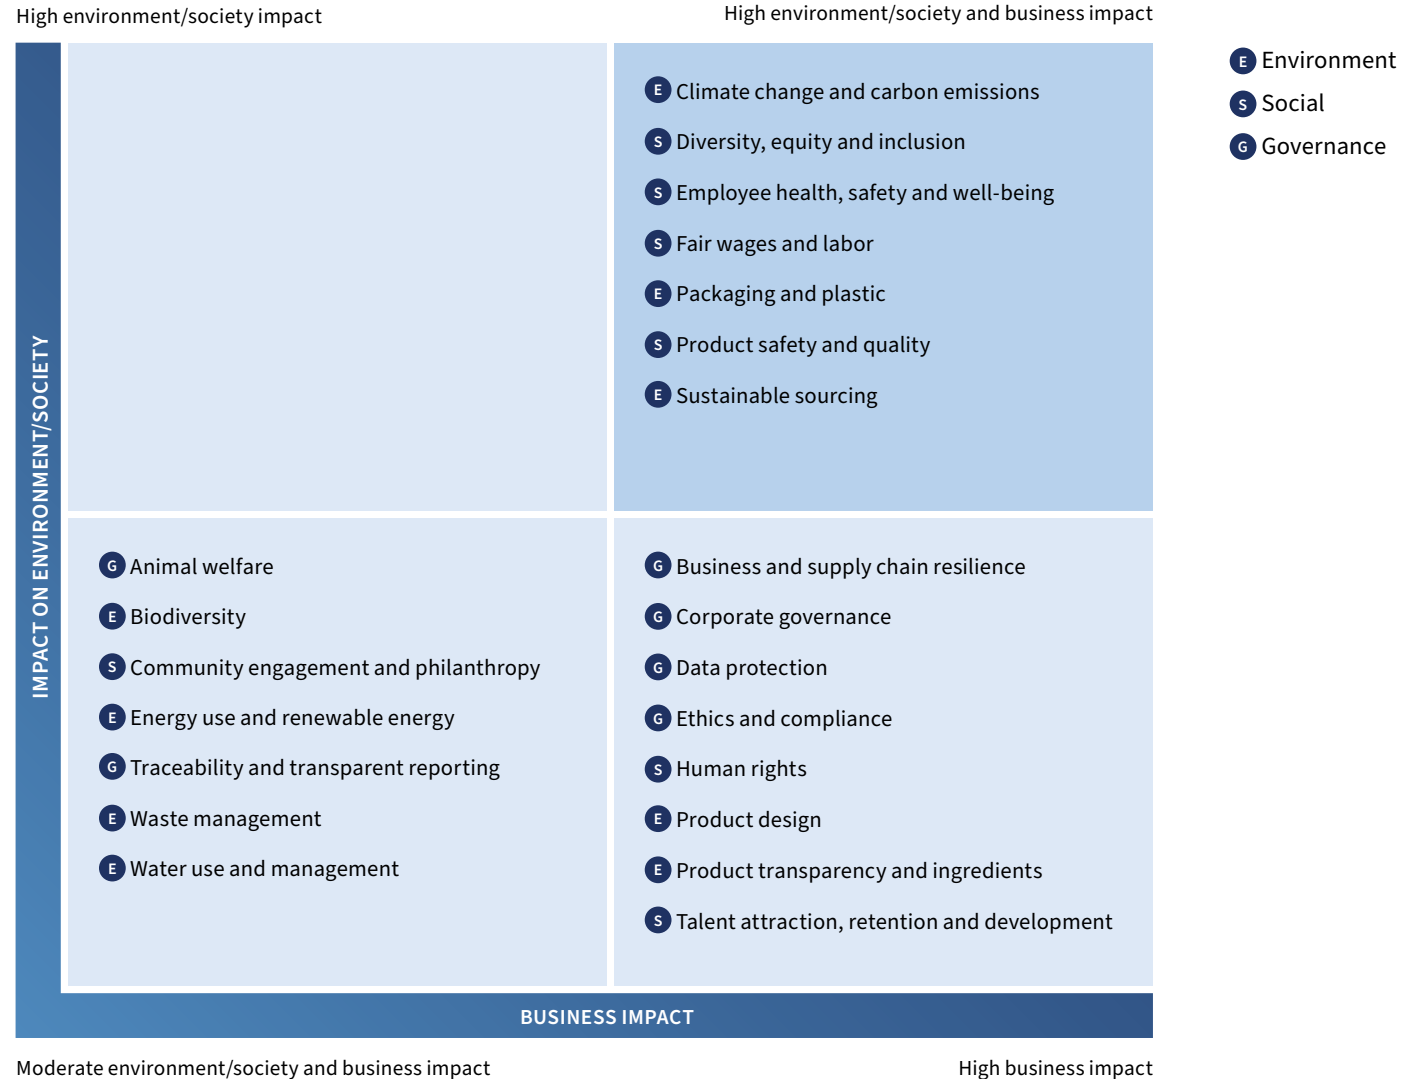 High environment/society impact
High environment/society and business impact
E Environment
S Social
G Governance
IMPACT ON ENVIRONMENT/SOCIETY
E Climate change and carbon emissions
S Diversity, equity and inclusion
S Employee health, safety and well-being
S Fair wages and labor
E Packaging and plastic
S Product safety and quality
E Sustainable sourcing
G Animal welfare
E Biodiversity
S Community engagement and philanthropy
E Energy use and renewable energy
G Traceability and transparent reporting
E Waste management
E Water use and management
G Business and supply chain resilience
G Corporate governance
G Data protection
G Ethics and compliance
S Human rights
E Product design
E Product transparency and ingredients
S Talent attraction, retention and development
BUSINESS IMPACT
Moderate environment/society and business impact
High business impact